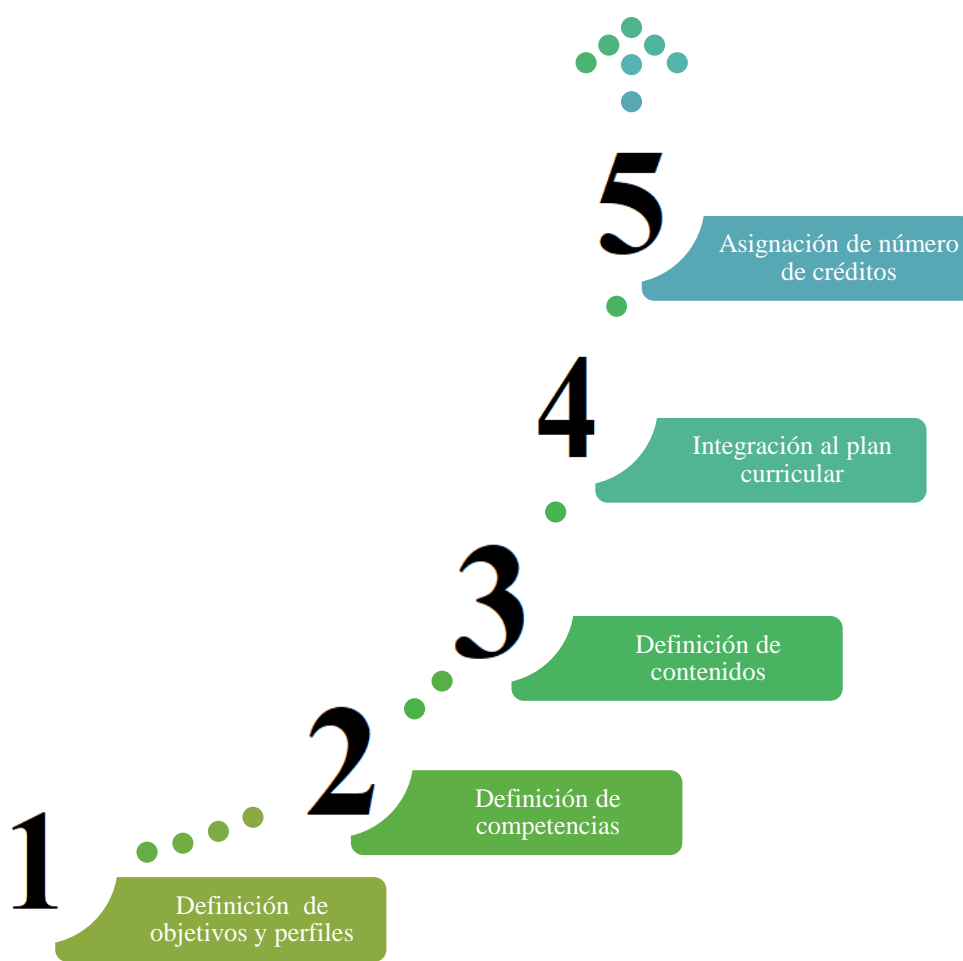 5
Asignación de número
de créditos
4
Integración al plan
curricular
3
Definición de
contenidos
2
Definición de
competencias
1
Definición de
objetivos y perfiles